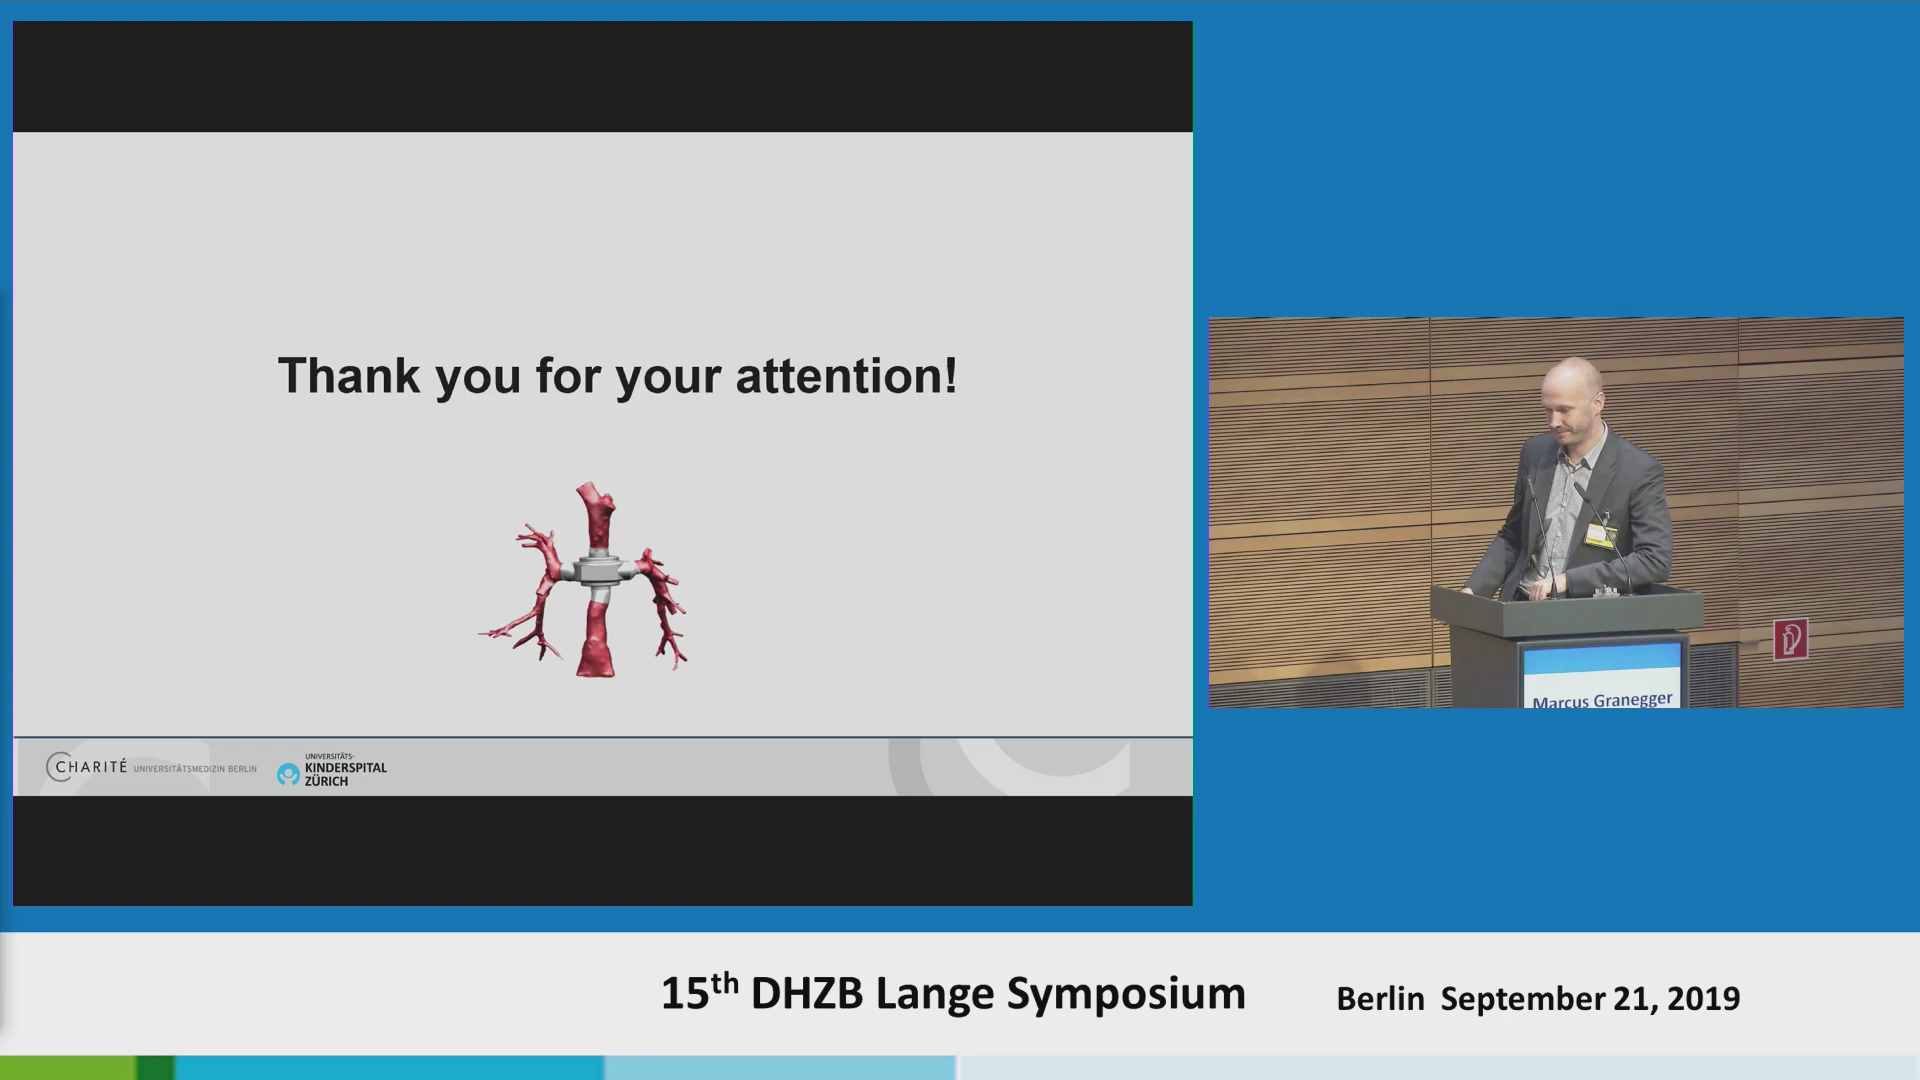 Thank you for your attention!
CHARITÉ UNIVERSITÄTSMEDIZIN BERLIN
UNIVERSITÄTS-
KINDERSPITAL
ZÜRICH
Marcus Granegger
15th DHZB Lange Symposium
Berlin September 21, 2019